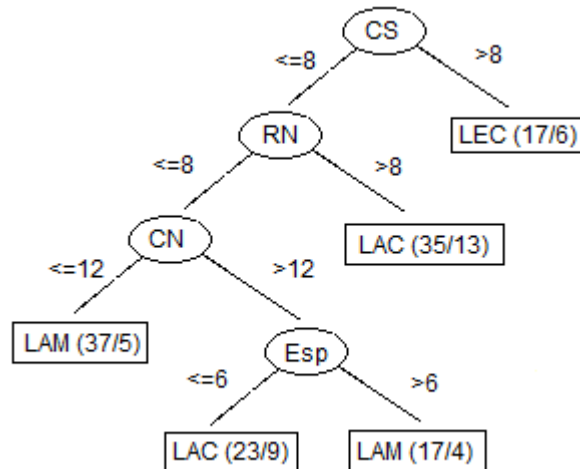 CS
<=8
>8
RN
LEC (17/6)
<=8
>8
CN
LAC (35/13)
<=12
>12
LAM (37/5)
Esp
<=6
>6
LAC (23/9)
LAM (17/4)